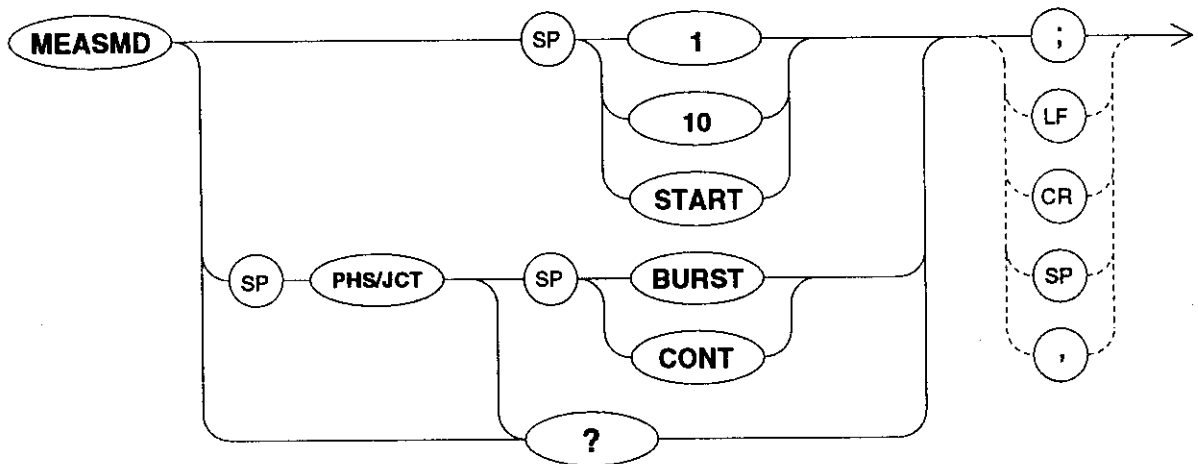 MEASMD SP 1 ;
10 LF
START CR
SP PHS/JCT SP BURST SP
CONT ,
?